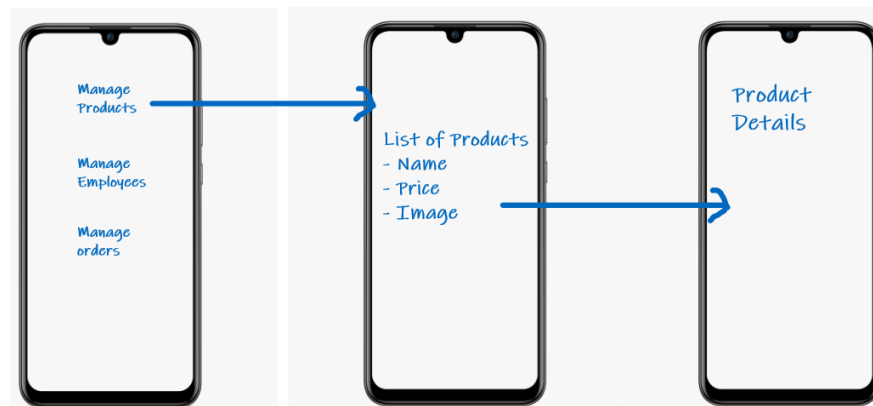 Manage
Products
Manage
Employees
Manage
orders
List of Products
- Name
- Price
- Image
Product
Details